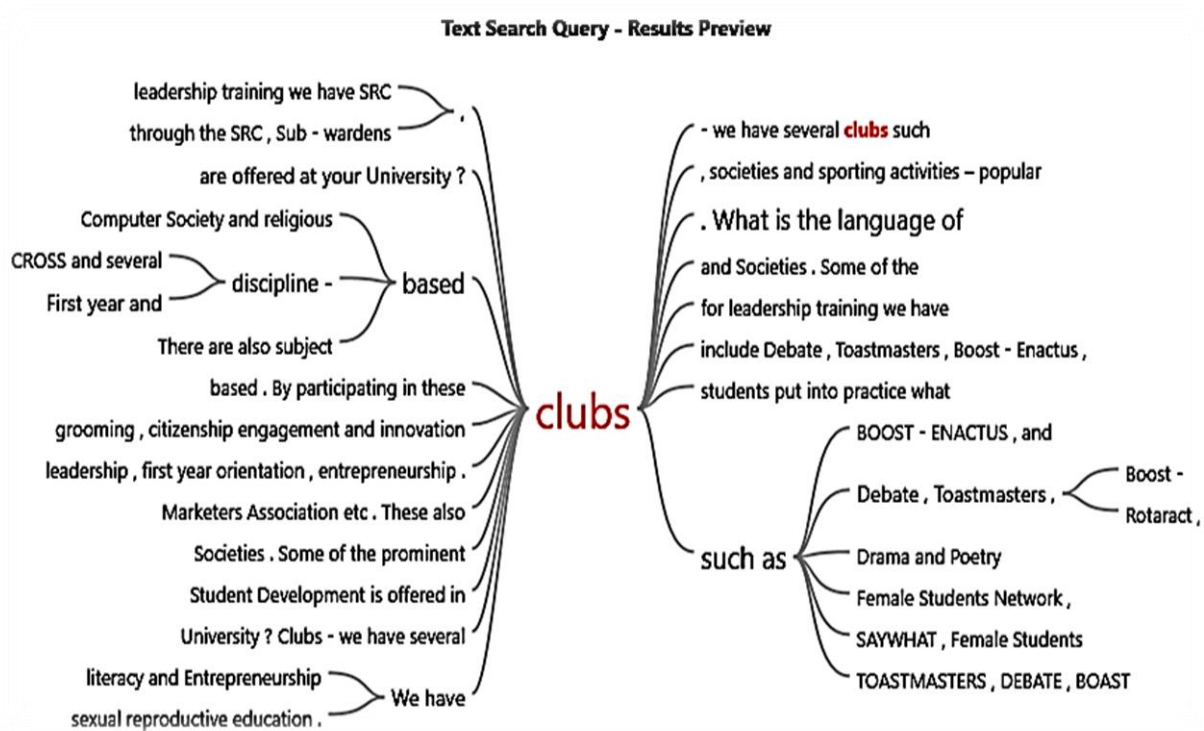 Text Search Query - Results Preview
leadership training we have SRC
through the SRC , Sub - wardens
,
are offered at your University ?
Computer Society and religious
CROSS and several
First year and
discipline -
There are also subject
based
based . By participating in these
grooming , citizenship engagement and innovation
leadership , first year orientation , entrepreneurship .
Marketers Association etc . These also
Societies . Some of the prominent
Student Development is offered in
University ? Clubs - we have several
literacy and Entrepreneurship
sexual reproductive education .
We have
clubs
- we have several clubs such
, societies and sporting activities – popular
. What is the language of
and Societies . Some of the
for leadership training we have
include Debate , Toastmasters , Boost - Enactus ,
students put into practice what
such as
BOOST - ENACTUS , and
Debate , Toastmasters ,
Boost -
Rotaract ,
Drama and Poetry
Female Students Network ,
SAYWHAT , Female Students
TOASTMASTERS , DEBATE , BOAST